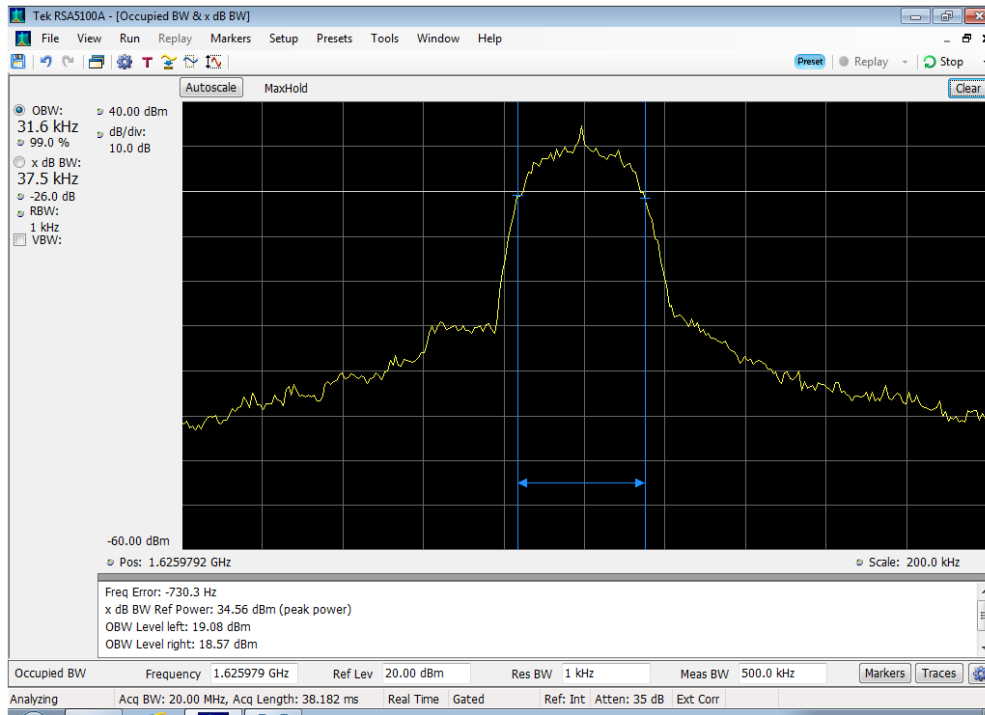 Tek RSA5100A - [Occupied BW & x dB BW]
File View Run Replay Markers Setup Presets Tools Window Help
T Preset Replay Stop
Autoscale MaxHold Clear
OBW:
31.6 kHz
99.0 %
x dB BW:
37.5 kHz
-26.0 dB
RBW:
1 kHz
VBW:
40.00 dBm
dB/div:
10.0 dB
-60.00 dBm
Pos: 1.6259792 GHz Scale: 200.0 kHz
Freq Error: -730.3 Hz
x dB BW Ref Power: 34.56 dBm (peak power)
OBW Level left: 19.08 dBm
OBW Level right: 18.57 dBm
Occupied BW Frequency 1.625979 GHz Ref Lev 20.00 dBm Res BW 1 kHz Meas BW 500.0 kHz Markers Traces
Analyzing Acq BW: 20.00 MHz, Acq Length: 38.182 ms Real Time Gated Ref: Int Atten: 35 dB Ext Corr